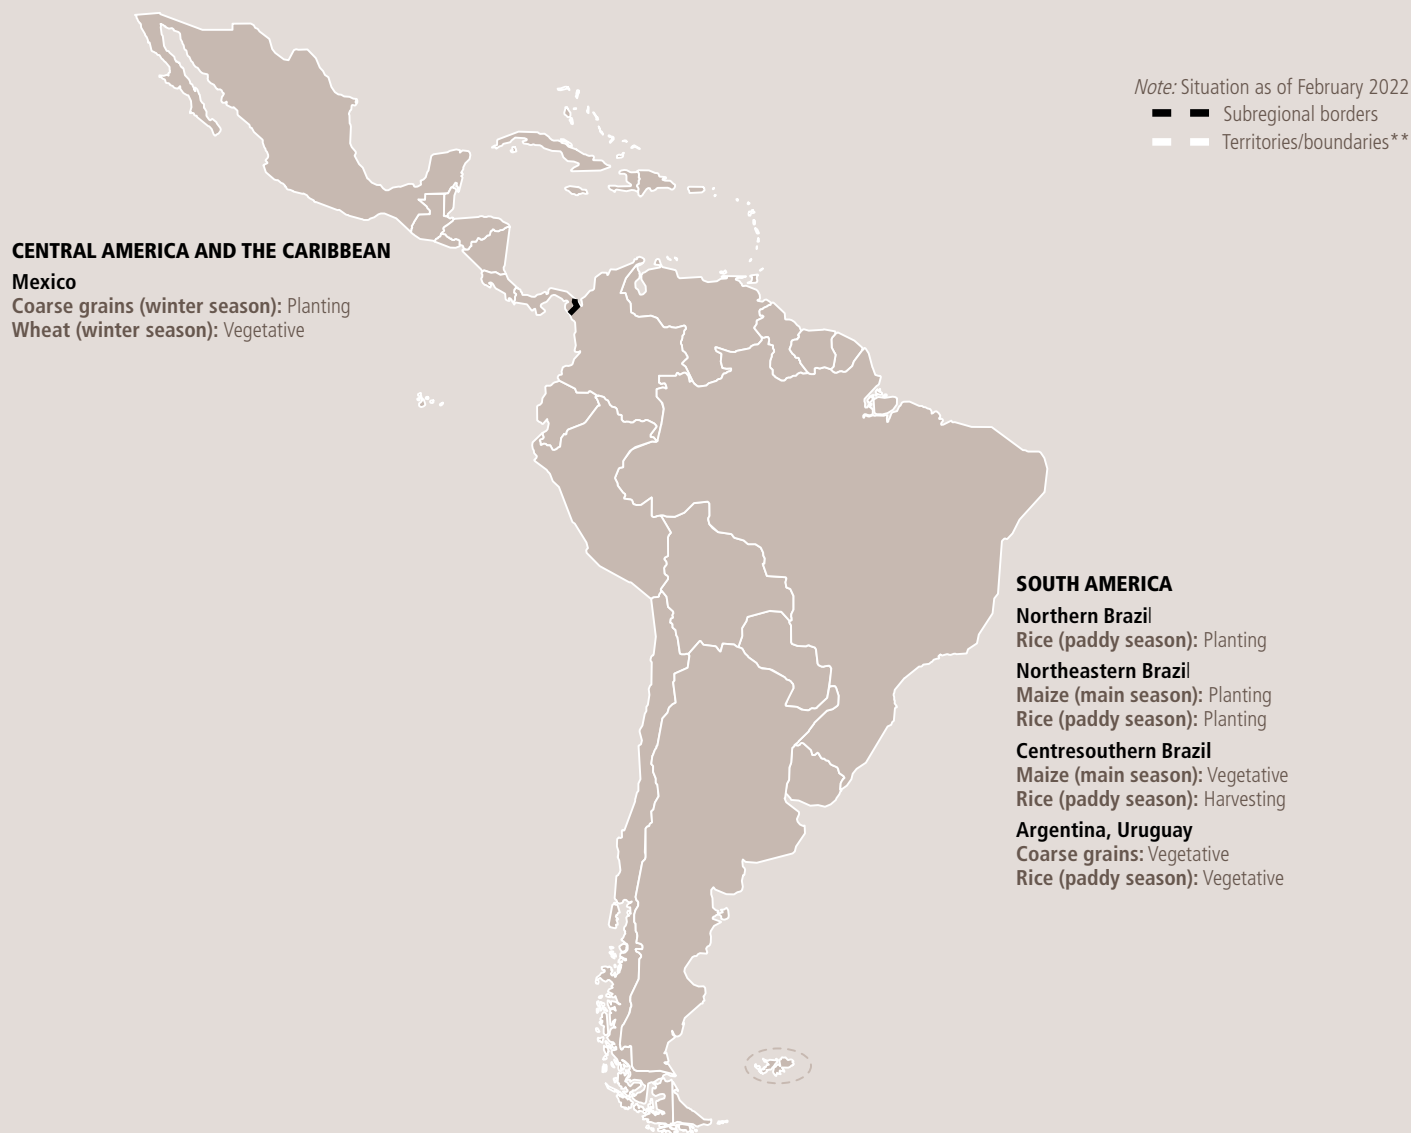 Note: Situation as of February 2022
Subregional borders
Territories/boundaries**
CENTRAL AMERICA AND THE CARIBBEAN
Mexico
Coarse grains (winter season): Planting
Wheat (winter season): Vegetative
SOUTH AMERICA
Northern Brazil
Rice (paddy season): Planting
Northeastern Brazil
Maize (main season): Planting
Rice (paddy season): Planting
Centresouthern Brazil
Maize (main season): Vegetative
Rice (paddy season): Harvesting
Argentina, Uruguay
Coarse grains: Vegetative
Rice (paddy season): Vegetative